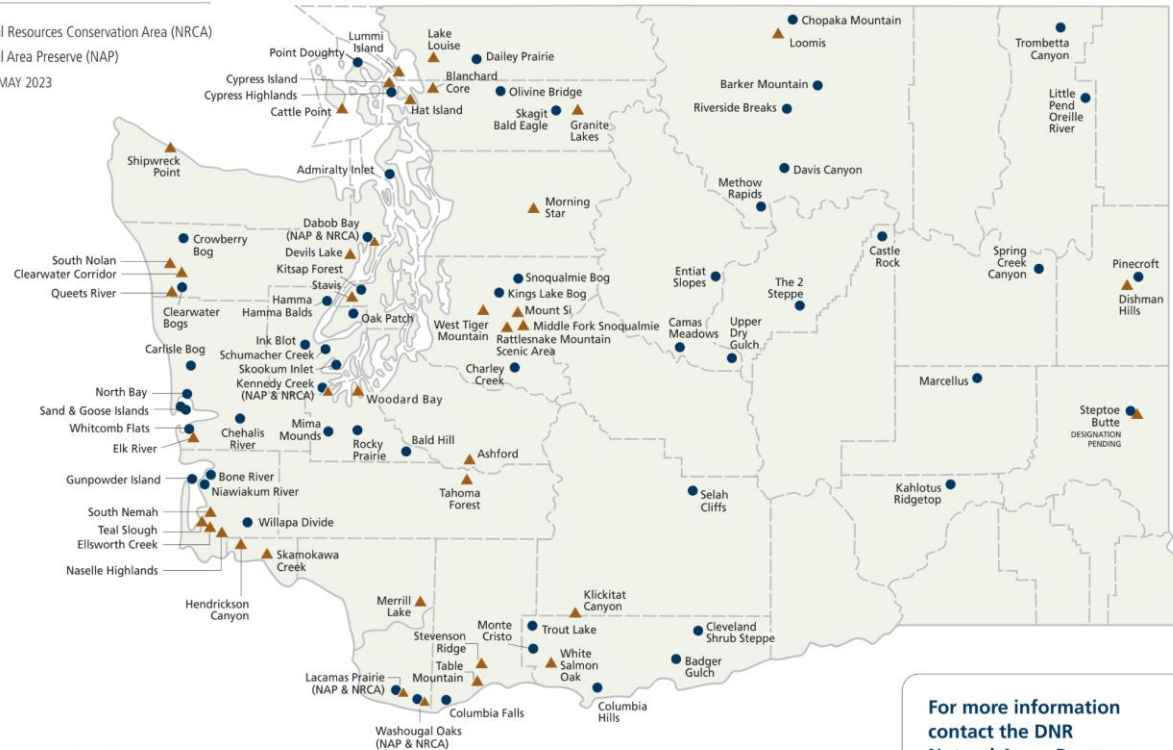 l Resources Conservation Area (NRCA)
l Area Preserve (NAP)
MAY 2023
Lummi
Island
Point Doughty
Cypress Island
Cypress Highlands
Cattle Point
Hat Island
Lake
Louise
Blanchard
Core
Dailey Prairie
Olivine Bridge
Skagit
Bald Eagle
Granite
Lakes
Chopaka Mountain
Loomis
Barker Mountain
Riverside Breaks
Trombetta
Canyon
Little
Pend
Oreille
River
Shipwreck
Point
Admiralty Inlet
Davis Canyon
Methow
Rapids
Morning
Star
Dabob Bay
(NAP & NRCA)
Devils Lake
Kitsap Forest
Stavis
Hamma
Hamma Balds
Oak Patch
Crowberry
Bog
South Nolan
Clearwater Corridor
Queets River
Clearwater
Bogs
Castle
Rock
Spring
Creek
Canyon
Pinecroft
Dishman
Hills
Snoqualmie Bog
Kings Lake Bog
Mount Si
West Tiger
Mountain
Middle Fork Snoqualmie
Rattlesnake Mountain
Scenic Area
Entiat
Slopes
The 2
Steppe
Camas
Meadows
Upper
Dry
Gulch
Carlisle Bog
Ink Blot
Schumacher Creek
Skookum Inlet
Kennedy Creek
(NAP & NRCA)
Woodard Bay
Charley
Creek
Marcellus
North Bay
Sand & Goose Islands
Whitcomb Flats
Elk River
Chehalis
River
Mima
Mounds
Rocky
Prairie
Bald Hill
Ashford
Tahoma
Forest
Steptoe
Butte
DESIGNATION
PENDING
Gunpowder Island
Bone River
Niawiakum River
South Nemah
Teal Slough
Ellsworth Creek
Naselle Highlands
Willapa Divide
Skamokawa
Creek
Hendrickson
Canyon
Selah
Cliffs
Kahlotus
Ridgetop
Merrill
Lake
Stevenson
Ridge
Table
Mountain
Monte
Cristo
Trout Lake
Klickitat
Canyon
White
Salmon
Oak
Cleveland
Shrub Steppe
Badger
Gulch
Lacamas Prairie
(NAP & NRCA)
Washougal Oaks
(NAP & NRCA)
Columbia Falls
Columbia
Hills
For more information
contact the DNR